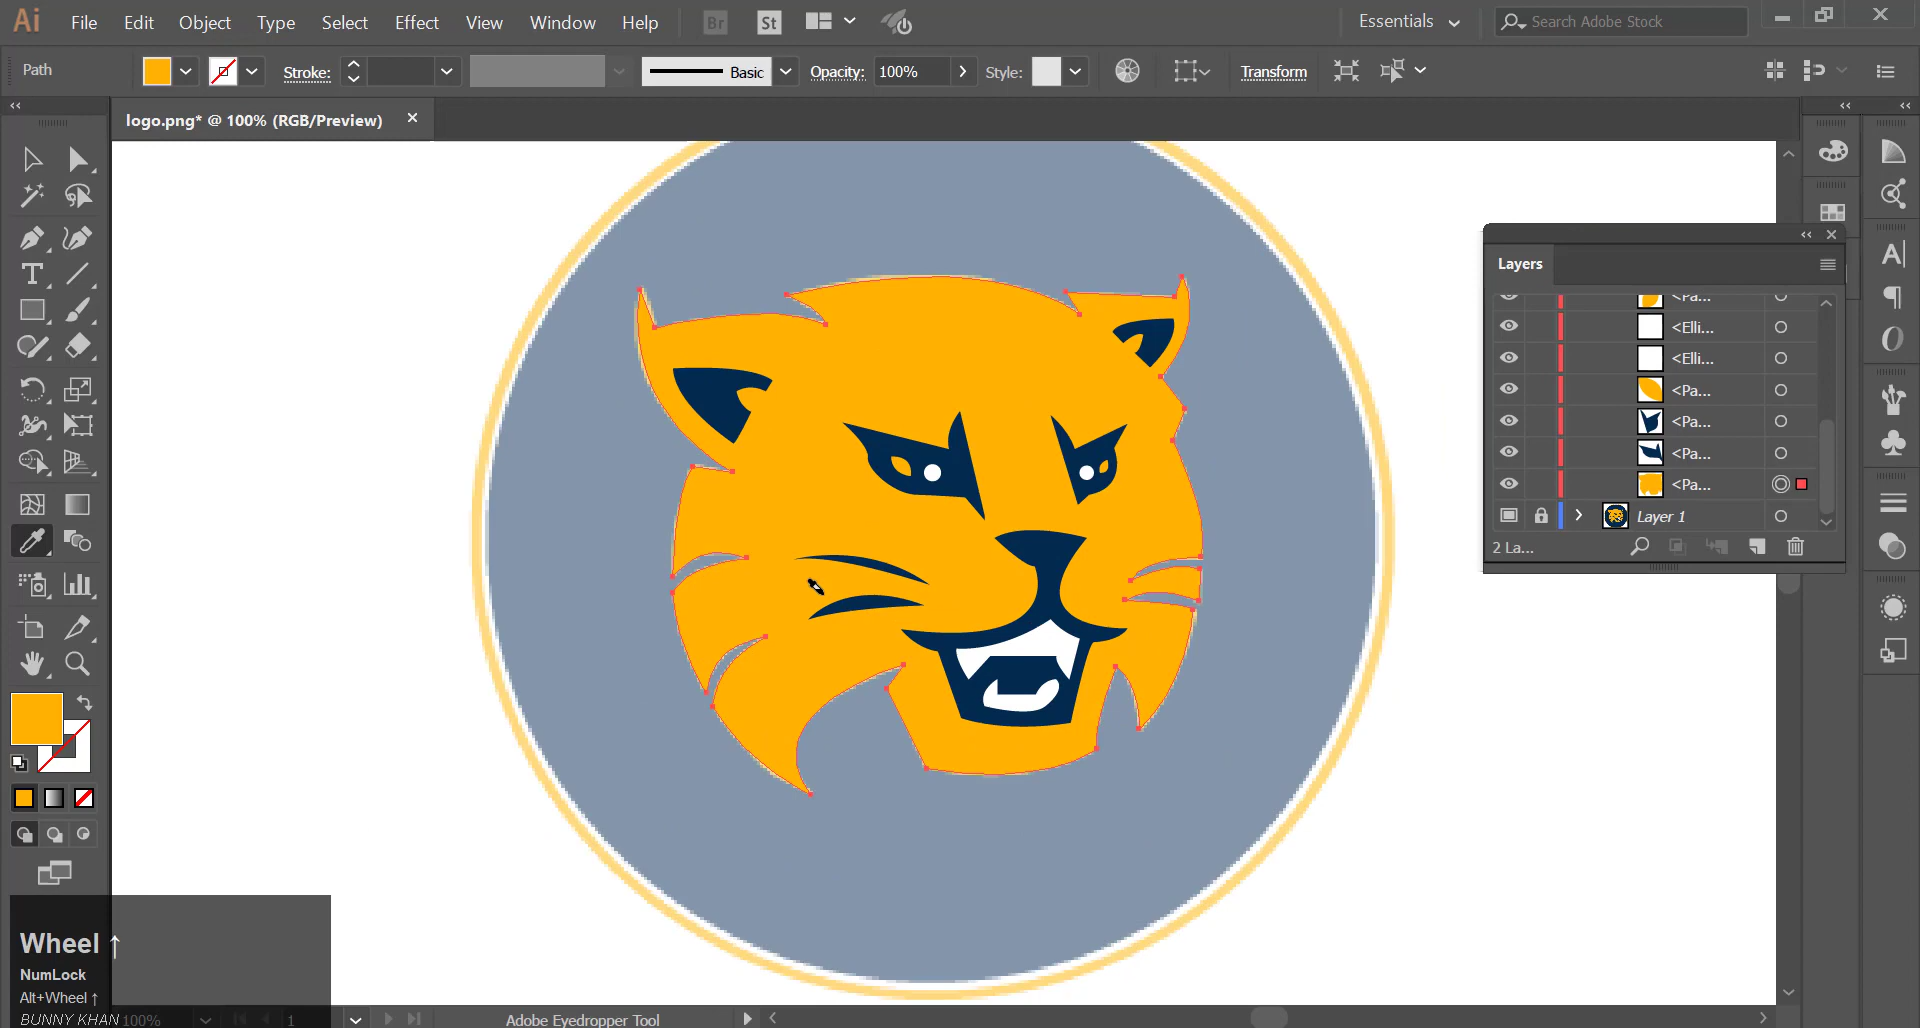 Ai File Edit Object Type Select Effect View Window Help Br St Essentials Search Adobe Stock
Path Stroke: Basic Opacity: 100% Style: Transform
logo.png* @ 100% (RGB/Preview)
Layers
<Pa...
<Elli...
<Elli...
<Pa...
<Pa...
<Pa...
<Pa...
Layer 1
2 La...
Wheel ↑
NumLock
Alt+Wheel ↑
BUNNY KHAN
100% 1 Adobe Eyedropper Tool